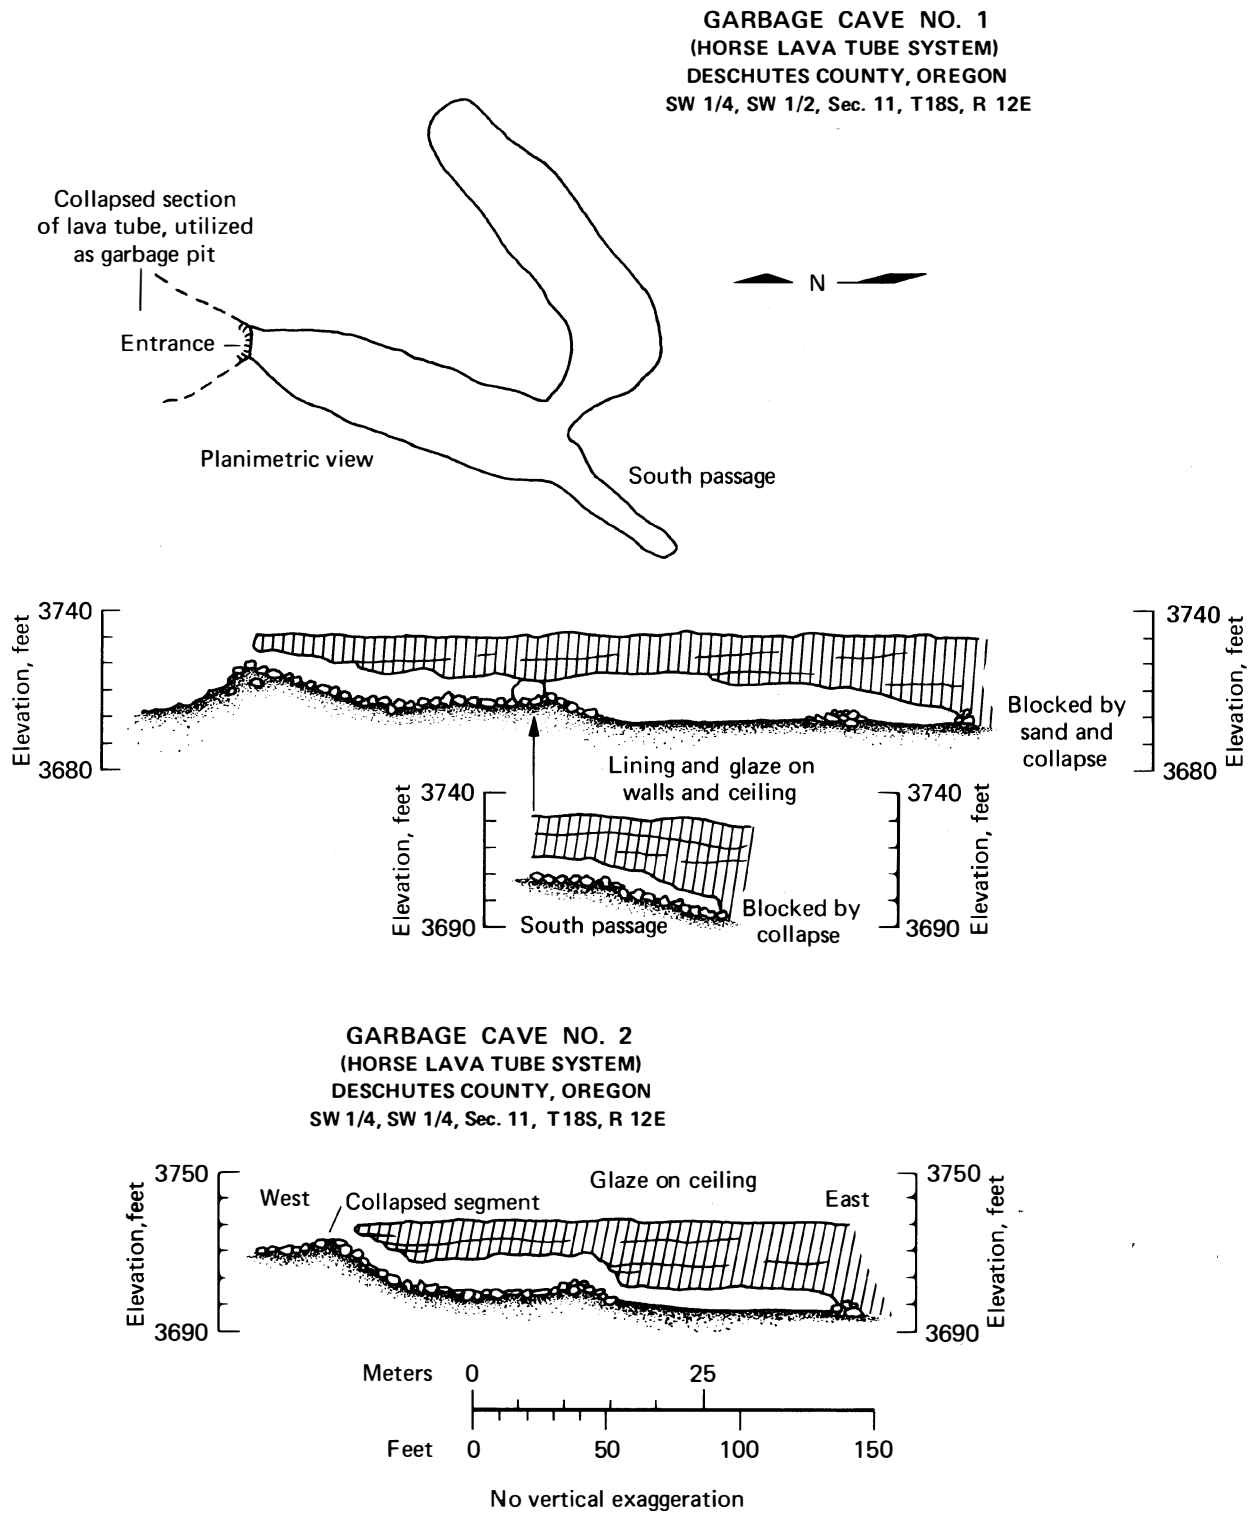 GARBAGE CAVE NO. 1
(HORSE LAVA TUBE SYSTEM)
DESCHUTES COUNTY, OREGON
SW 1/4, SW 1/2, Sec. 11, T18S, R 12E
Collapsed section
of lava tube, utilized
as garbage pit
N
Entrance
Planimetric view
South passage
3740
3680
Elevation, feet
3740
3680
Elevation, feet
Blocked by
sand and
collapse
Lining and glaze on
walls and ceiling
3740
3690
Elevation, feet
3740
3690
Elevation, feet
South passage
Blocked by
collapse
GARBAGE CAVE NO. 2
(HORSE LAVA TUBE SYSTEM)
DESCHUTES COUNTY, OREGON
SW 1/4, SW 1/4, Sec. 11, T18S, R 12E
3750
3690
Elevation, feet
West
Collapsed segment
Glaze on ceiling
East
3750
3690
Elevation, feet
Meters 0 25
Feet 0 50 100 150
No vertical exaggeration